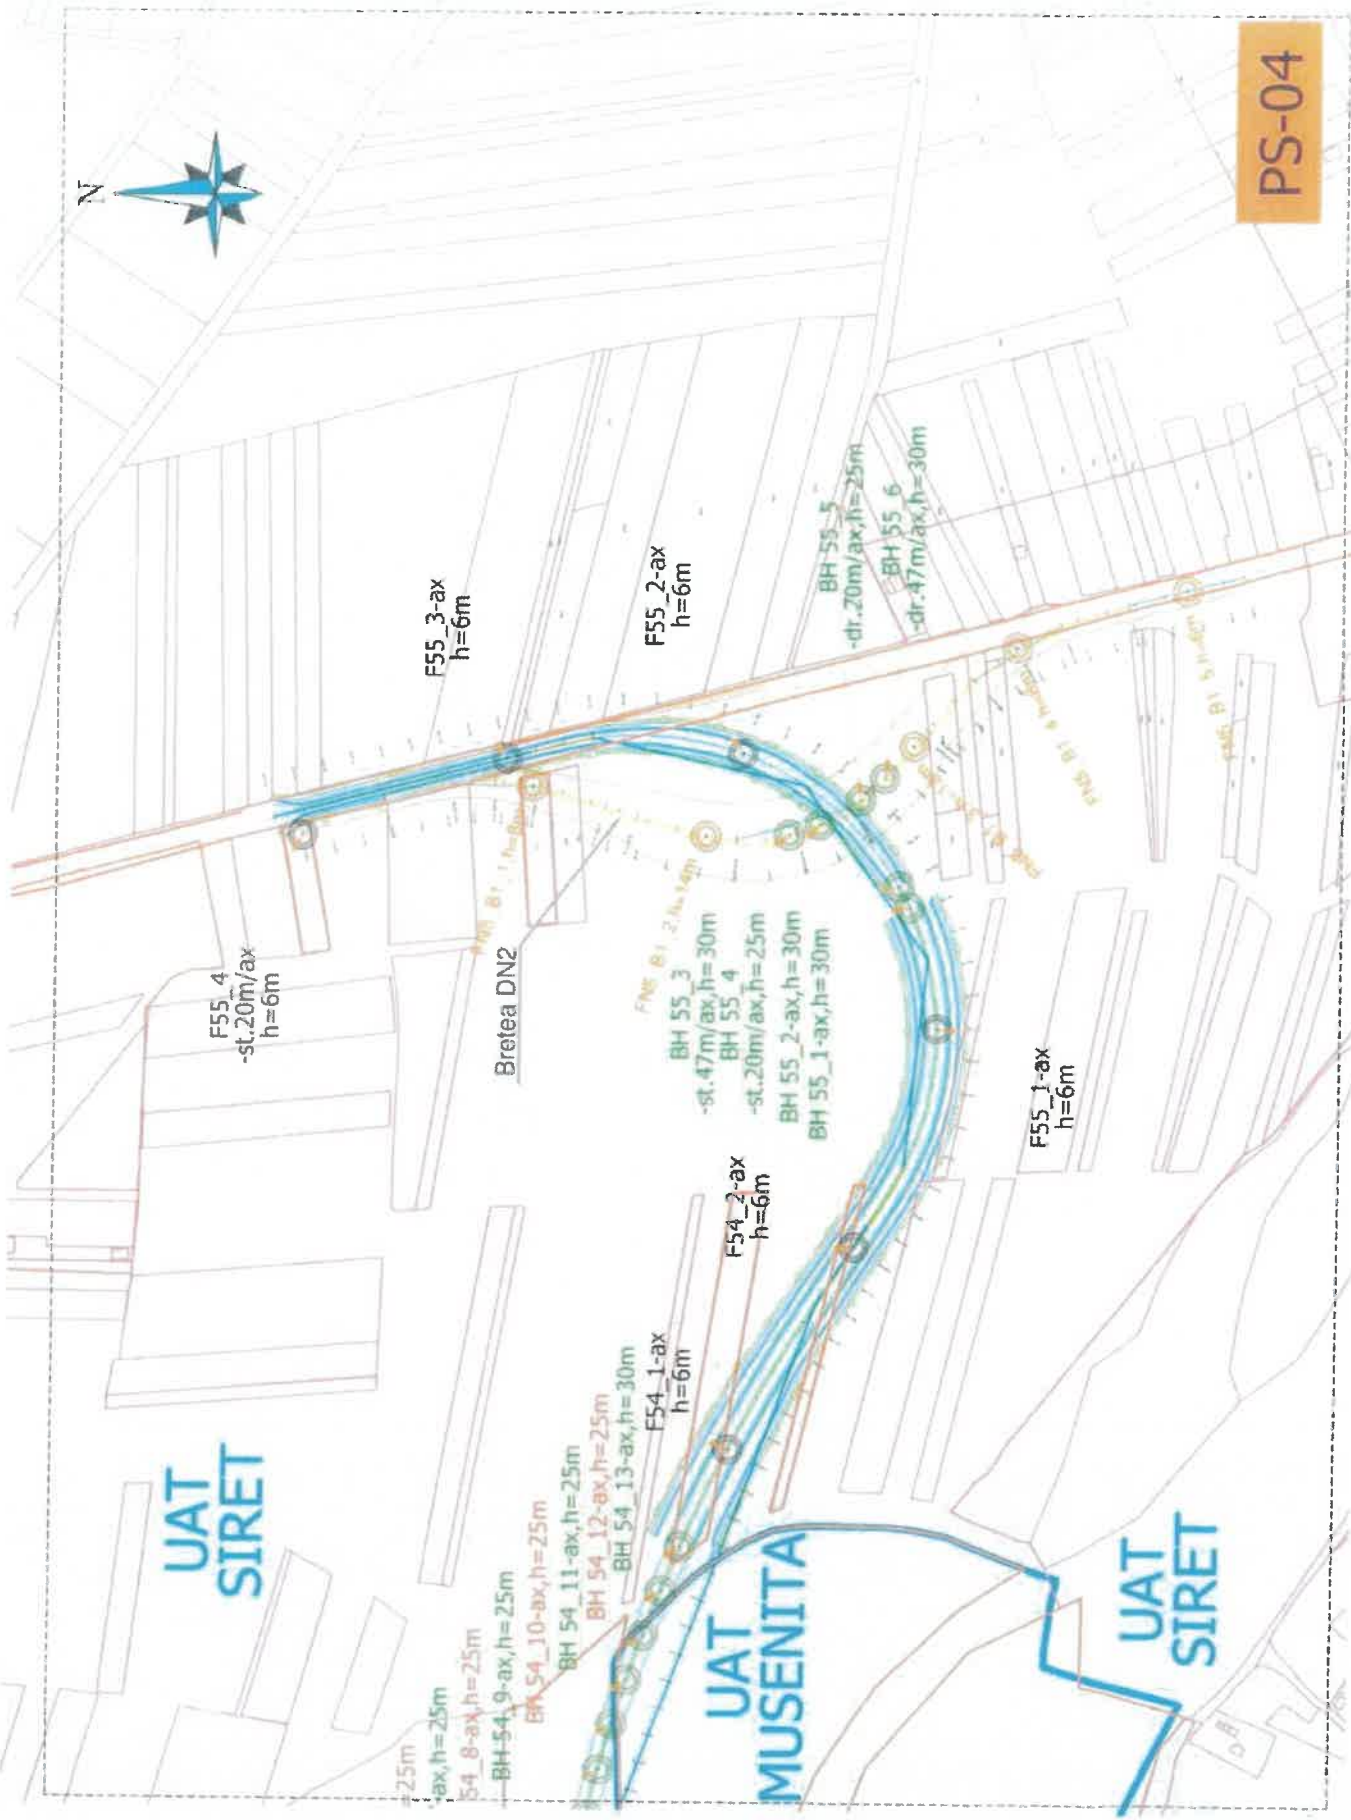 N
PS-04
F55_4
-st.20m/ax
h=6m
F55_3-ax
h=6m
F55_2-ax
h=6m
Bretea DN2
BH 55_5
-dr.20m/ax,h=25m
BH 55_6
-dr.47m/ax,h=30m
BH 55_3
-st.47m/ax,h=30m
BH 55_4
-st.20m/ax,h=25m
BH 55_2-ax,h=30m
BH 55_1-ax,h=30m
F55_1-ax
h=6m
F54_2-ax
h=6m
F54_1-ax
h=6m
UAT
SIRET
=25m
-ax,h=25m
54_8-ax,h=25m
BH 54_9-ax,h=25m
BH 54_10-ax,h=25m
BH 54_11-ax,h=25m
BH 54_12-ax,h=25m
BH 54_13-ax,h=30m
UAT
MUSENITA
UAT
SIRET